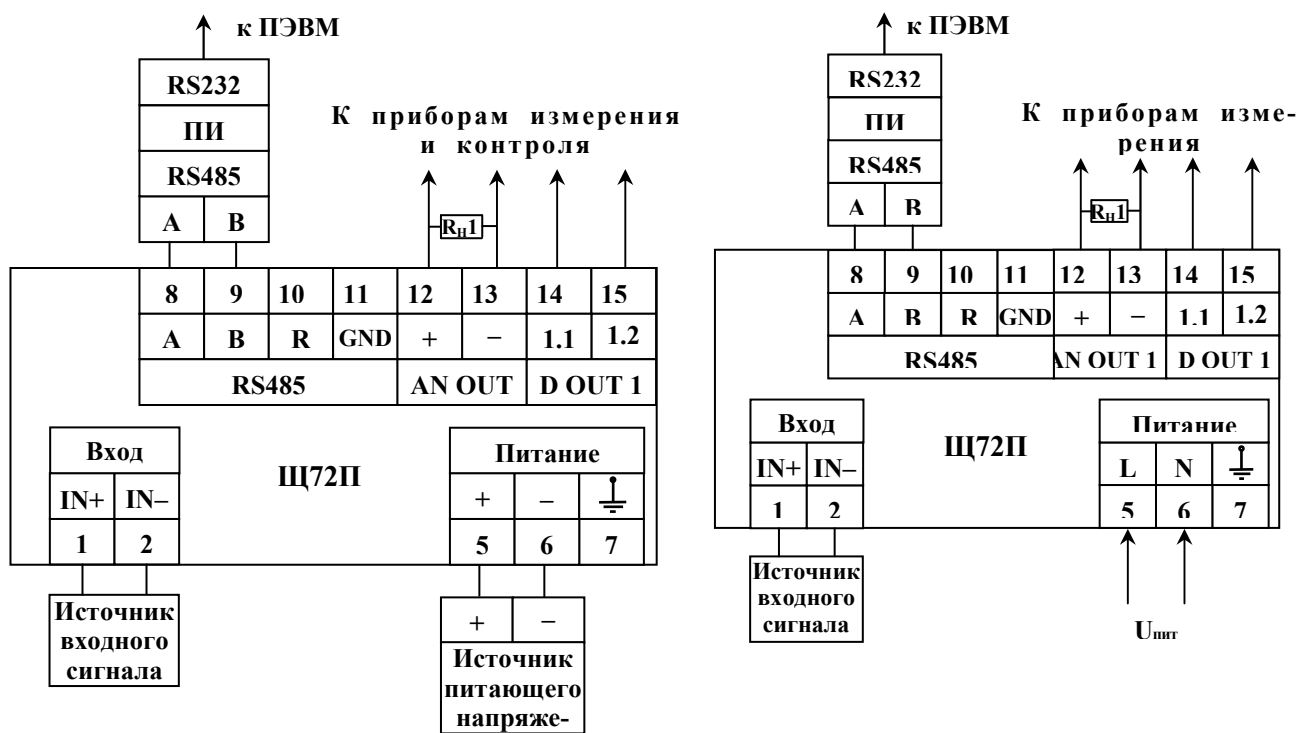 к ПЭВМ
RS232
ПИ
RS485
A B
К приборам измерения
и контроля
RН1
8 9 10 11 12 13 14 15
A B R GND + − 1.1 1.2
RS485 AN OUT D OUT 1
Вход
IN+ IN–
1 2
Щ72П
Питание
+ –
5 6 7
Источник
входного
сигнала
+ –
Источник
питающего
напряже-
к ПЭВМ
RS232
ПИ
RS485
A B
К приборам изме-
рения
RН1
8 9 10 11 12 13 14 15
A B R GND + − 1.1 1.2
RS485 AN OUT 1 D OUT 1
Вход
IN+ IN–
1 2
Щ72П
Питание
L N
5 6 7
Источник
входного
сигнала
Uпит